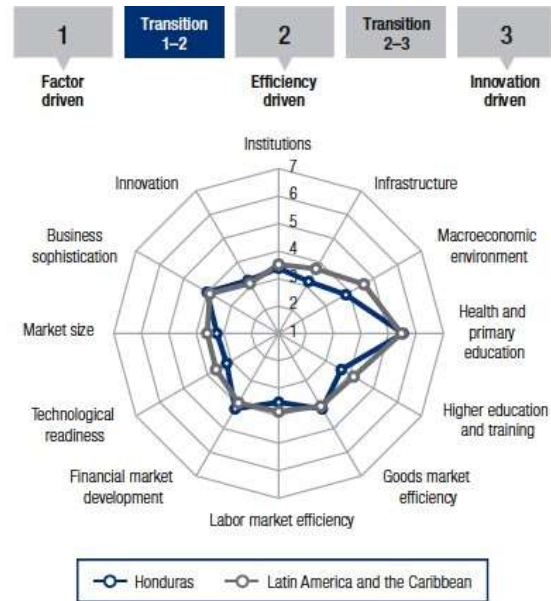 1
Transition
1–2
2
Transition
2–3
3
Factor
driven
Efficiency
driven
Innovation
driven
Institutions
7
6
5
4
3
2
1
Infrastructure
Macroeconomic
environment
Health and
primary
education
Higher education
and training
Goods market
efficiency
Labor market efficiency
Financial market
development
Technological
readiness
Market size
Business
sophistication
Innovation
Honduras
Latin America and the Caribbean